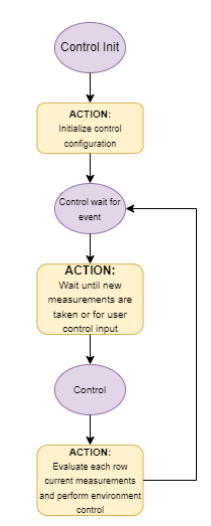 Control Init
ACTION:
Initialize control
configuration
Control wait for
event
ACTION:
Wait until new
measurements are
taken or for user
control input
Control
ACTION:
Evaluate each row
current measurements
and perform environment
control